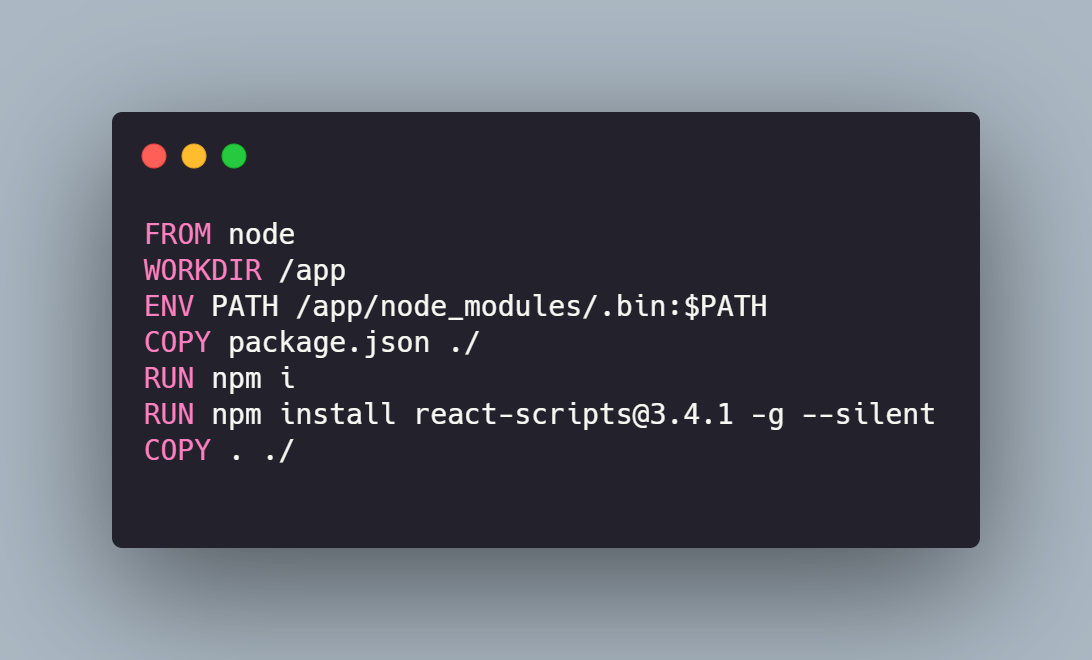 FROM node
WORKDIR /app
ENV PATH /app/node_modules/.bin:$PATH
COPY package.json ./
RUN npm i
RUN npm install react-scripts@3.4.1 -g --silent
COPY . ./